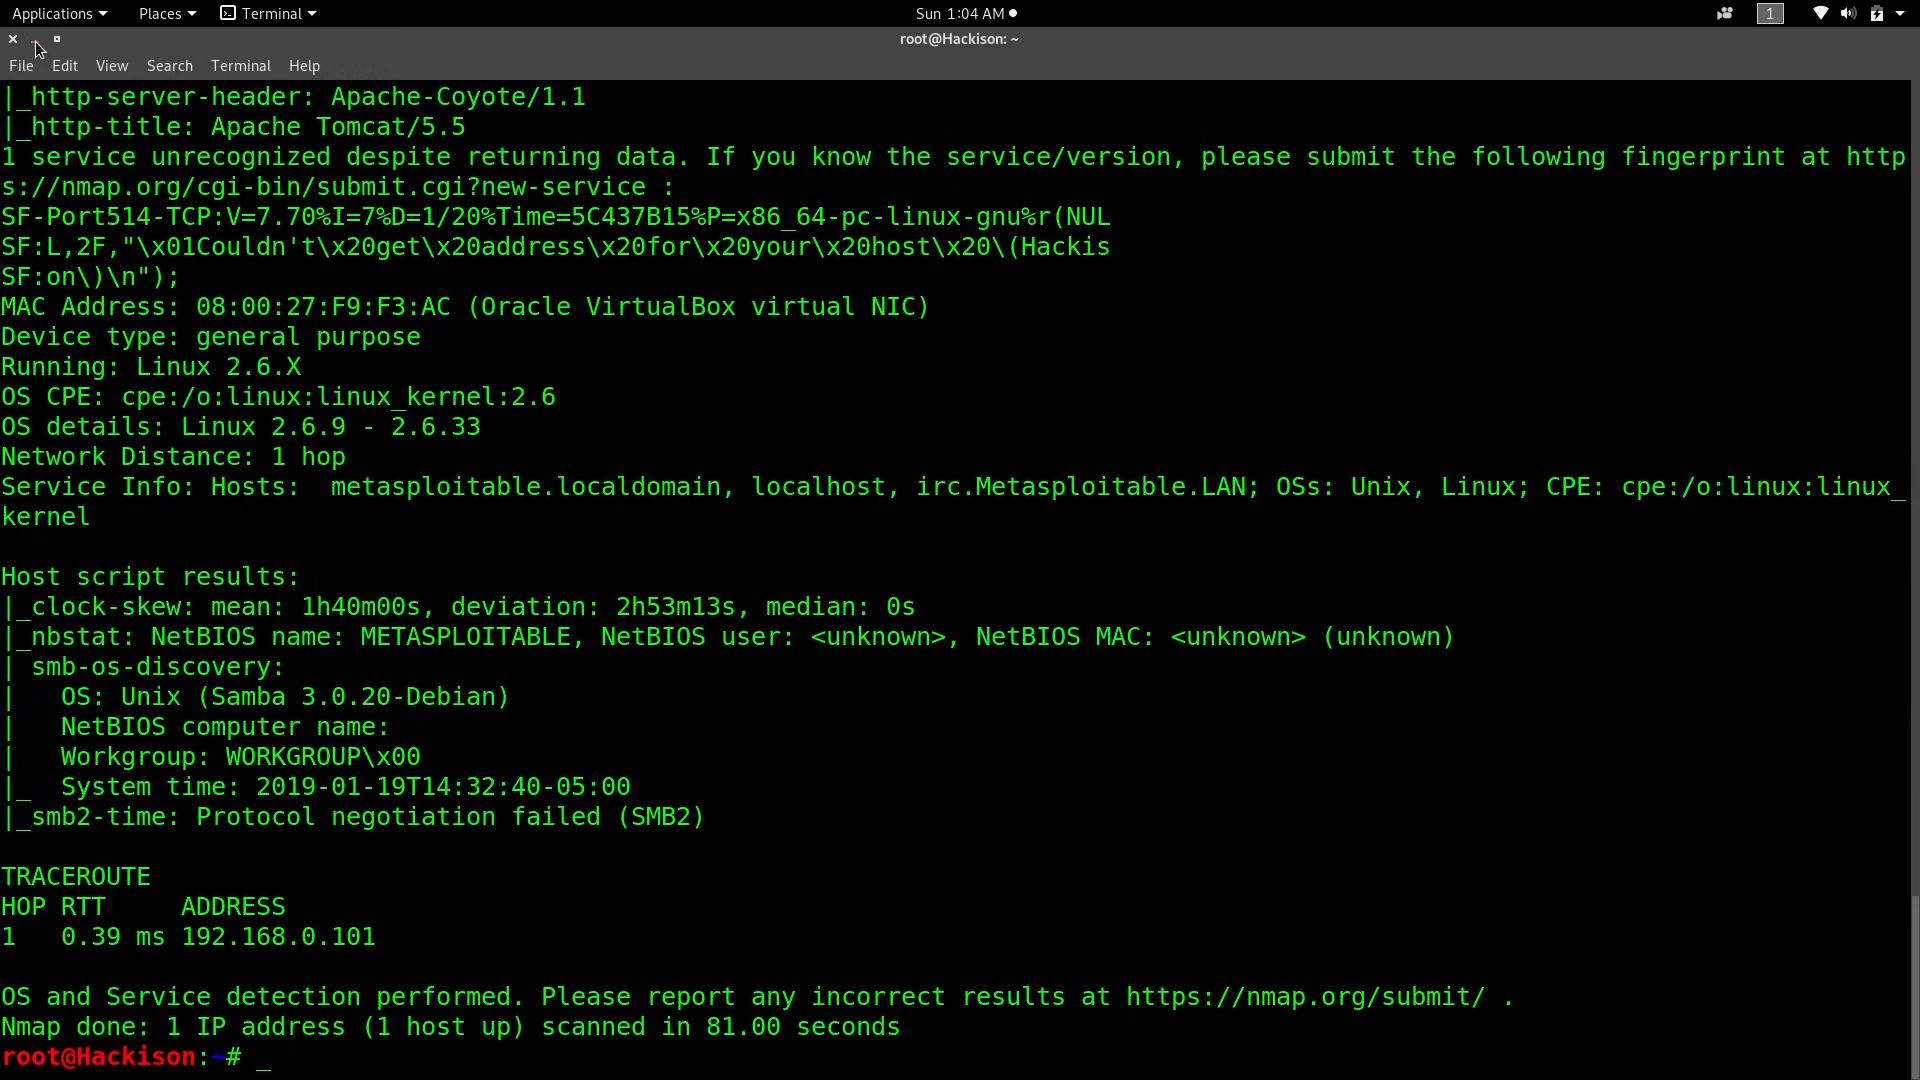 Applications Places Terminal Sun 1:04 AM 1
root@Hackison: ~
File Edit View Search Terminal Help
|_http-server-header: Apache-Coyote/1.1
|_http-title: Apache Tomcat/5.5
1 service unrecognized despite returning data. If you know the service/version, please submit the following fingerprint at http
s://nmap.org/cgi-bin/submit.cgi?new-service :
SF-Port514-TCP:V=7.70%I=7%D=1/20%Time=5C437B15%P=x86_64-pc-linux-gnu%r(NUL
SF:L,2F,"\x01Couldn't\x20get\x20address\x20for\x20your\x20host\x20\(Hackis
SF:on\)\n");
MAC Address: 08:00:27:F9:F3:AC (Oracle VirtualBox virtual NIC)
Device type: general purpose
Running: Linux 2.6.X
OS CPE: cpe:/o:linux:linux_kernel:2.6
OS details: Linux 2.6.9 - 2.6.33
Network Distance: 1 hop
Service Info: Hosts:  metasploitable.localdomain, localhost, irc.Metasploitable.LAN; OSs: Unix, Linux; CPE: cpe:/o:linux:linux_
kernel
Host script results:
|_clock-skew: mean: 1h40m00s, deviation: 2h53m13s, median: 0s
|_nbstat: NetBIOS name: METASPLOITABLE, NetBIOS user: <unknown>, NetBIOS MAC: <unknown> (unknown)
| smb-os-discovery:
|   OS: Unix (Samba 3.0.20-Debian)
|   NetBIOS computer name:
|   Workgroup: WORKGROUP\x00
|_  System time: 2019-01-19T14:32:40-05:00
|_smb2-time: Protocol negotiation failed (SMB2)
TRACEROUTE
HOP RTT     ADDRESS
1   0.39 ms 192.168.0.101
OS and Service detection performed. Please report any incorrect results at https://nmap.org/submit/ .
Nmap done: 1 IP address (1 host up) scanned in 81.00 seconds
root@Hackison:~# _